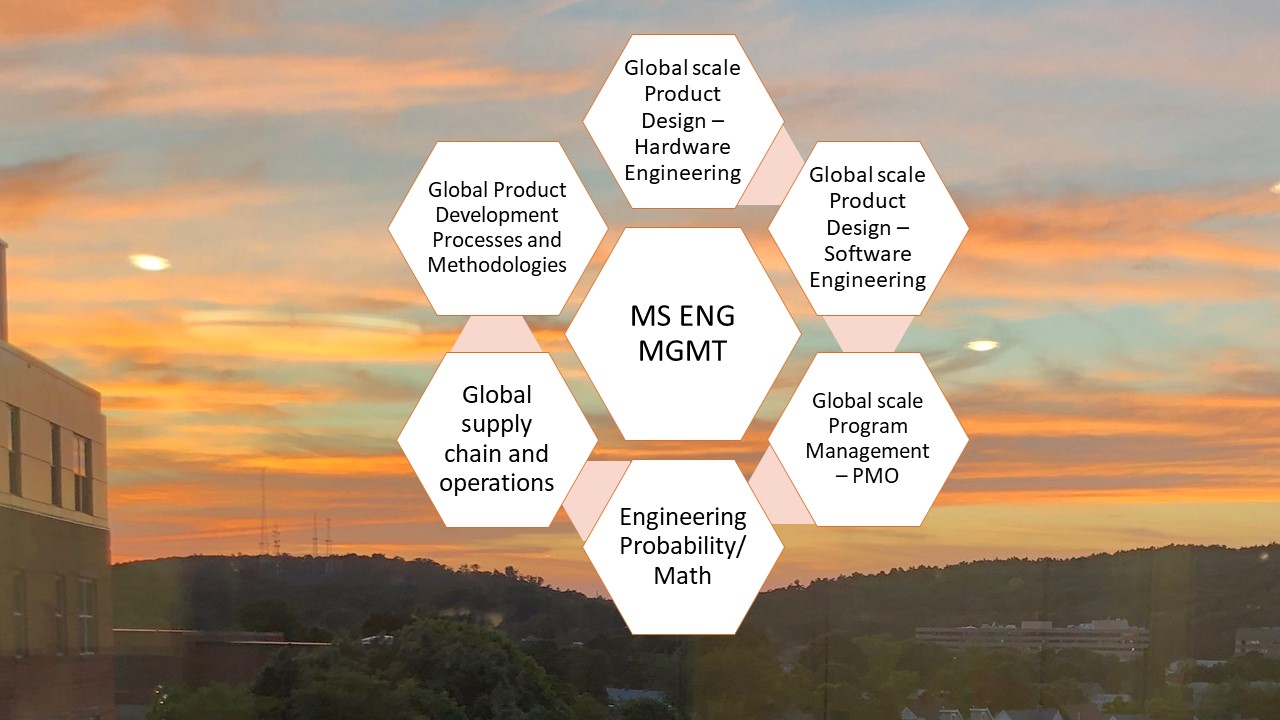 Global scale
Product
Design –
Hardware
Engineering
Global scale
Product
Design –
Software
Engineering
Global scale
Program
Management
– PMO
Engineering
Probability/
Math
Global
supply
chain and
operations
Global Product
Development
Processes and
Methodologies
MS ENG
MGMT